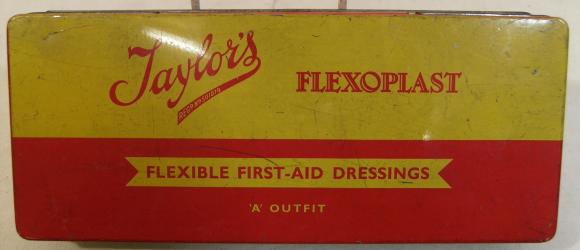 Taylor's
FLEXOPLAST
FLEXIBLE FIRST-AID DRESSINGS
'A' OUTFIT